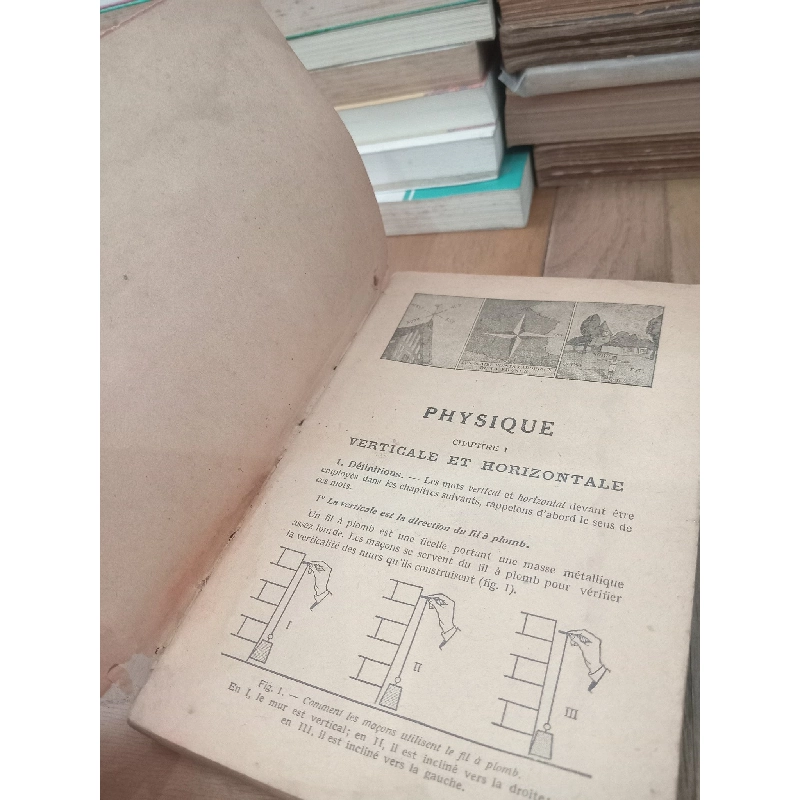 PHYSIQUE
CHAPITRE I
VERTICALE ET HORIZONTALE
1. Définitions. — Les mots vertical et horizontal devant être
employés dans les chapitres suivants, rappelons d'abord le sens de
ces mots.
1° La verticale est la direction du fil à plomb.
Un fil à plomb est une ficelle portant une masse métallique
assez lourde. Les maçons se servent du fil à plomb pour vérifier
la verticalité des murs qu'ils construisent (fig. 1).
I
II
III
Fig. 1. — Comment les maçons utilisent le fil à plomb.
En I, le mur est vertical; en II, il est incliné vers la droite;
en III, il est incliné vers la gauche.